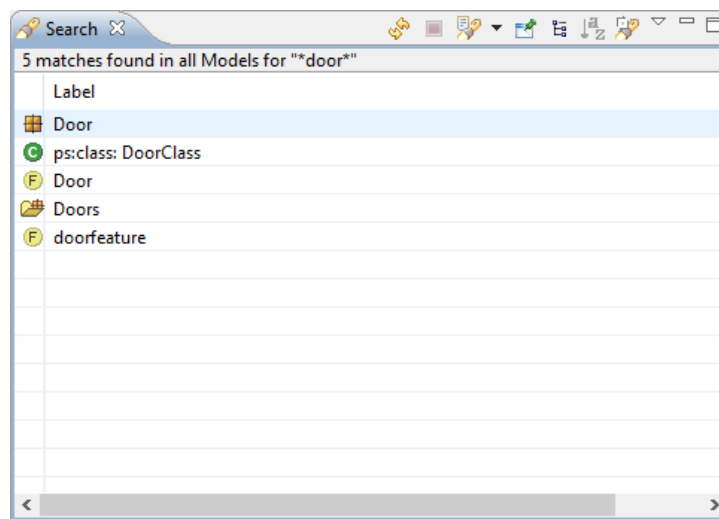 Search
5 matches found in all Models for "*door*"
Label
Door
C ps:class: DoorClass
F Door
Doors
F doorfeature